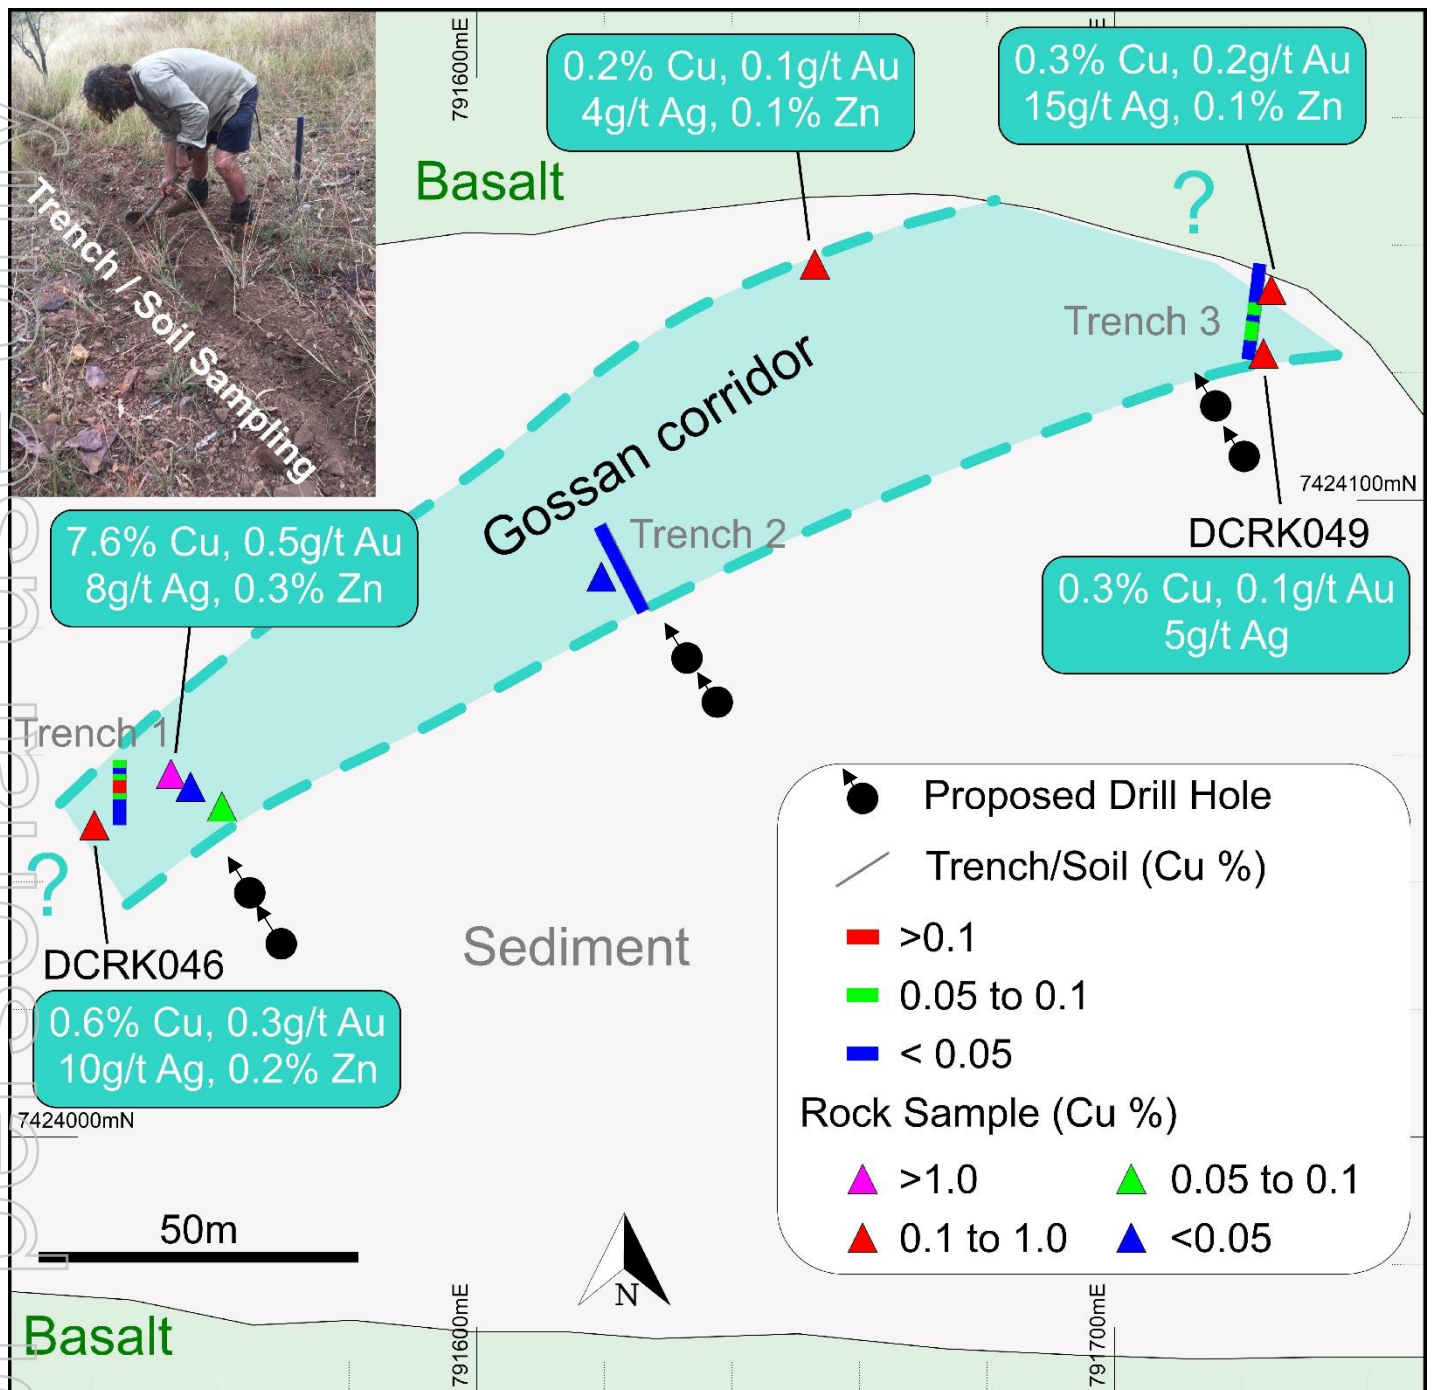 791600mE
E
0.2% Cu, 0.1g/t Au
4g/t Ag, 0.1% Zn
0.3% Cu, 0.2g/t Au
15g/t Ag, 0.1% Zn
Basalt
?
Trench / Soil Sampling
Trench 3
Gossan corridor
7424100mN
Trench 2
DCRK049
0.3% Cu, 0.1g/t Au
5g/t Ag
7.6% Cu, 0.5g/t Au
8g/t Ag, 0.3% Zn
Trench 1
?
DCRK046
0.6% Cu, 0.3g/t Au
10g/t Ag, 0.2% Zn
Sediment
Proposed Drill Hole
Trench/Soil (Cu %)
>0.1
0.05 to 0.1
< 0.05
Rock Sample (Cu %)
>1.0
0.05 to 0.1
0.1 to 1.0
<0.05
7424000mN
50m
N
Basalt
791600mE
791700mE